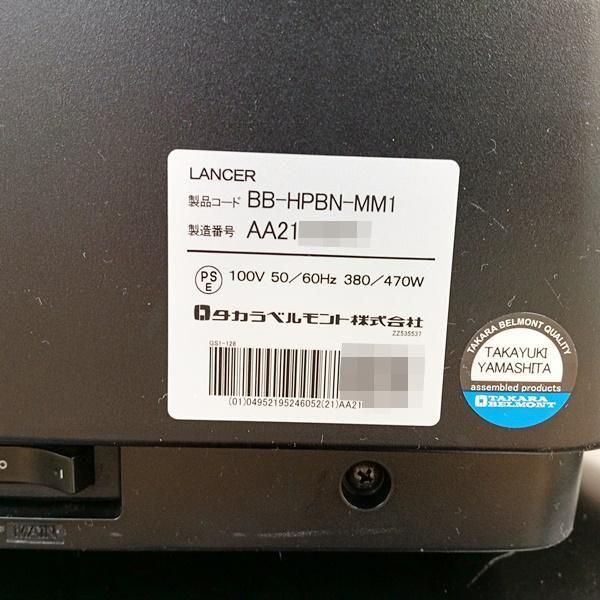 LANCER
製品コード BB-HPBN-MM1
製造番号 AA21
PS
E
100V 50/60Hz 380/470W
タカラベルモント株式会社
ZZ535537
GS1-128
(01)04952195246052(21)AA21
TAKARA BELMONT QUALITY
TAKAYUKI
YAMASHITA
assembled products
TAKARA
BELMONT
MAIN